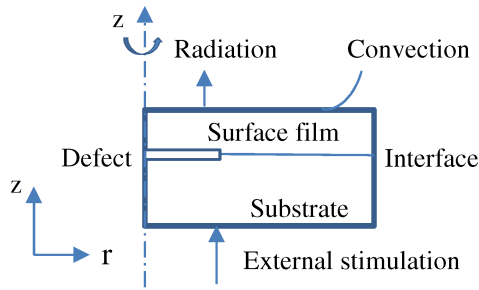 z
Radiation
Convection
Surface film
Defect
Interface
z
Substrate
r
External stimulation